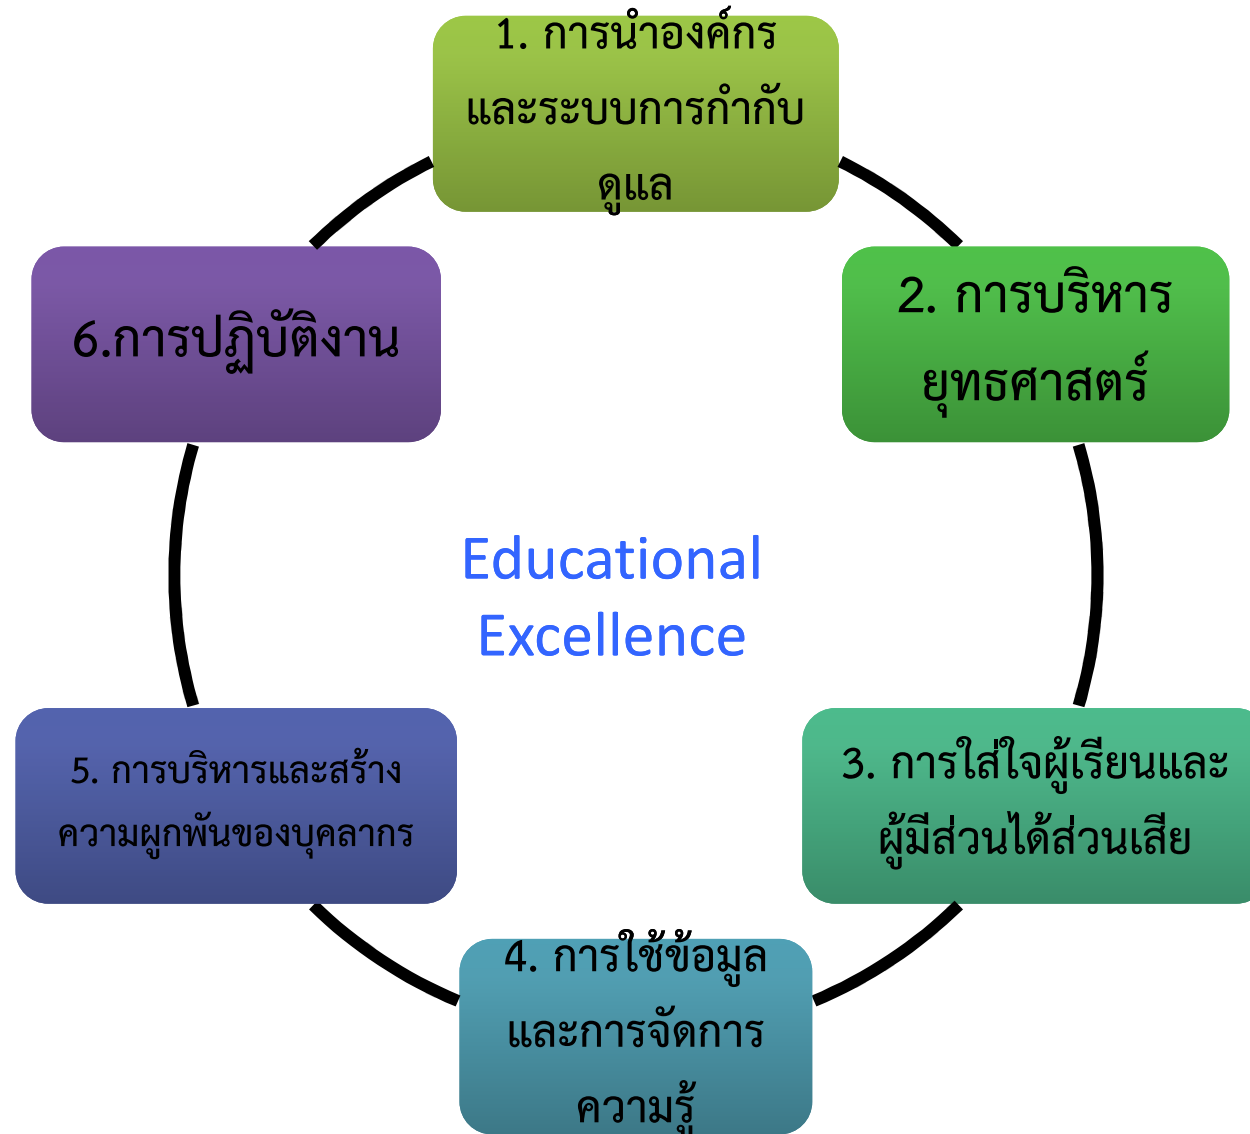 1. การนำองค์กร
และระบบการกำกับ
ดูแล
2. การบริหาร
ยุทธศาสตร์
3. การใส่ใจผู้เรียนและ
ผู้มีส่วนได้ส่วนเสีย
4. การใช้ข้อมูล
และการจัดการ
ความรู้
5. การบริหารและสร้าง
ความผูกพันของบุคลากร
6.การปฏิบัติงาน
Educational
Excellence